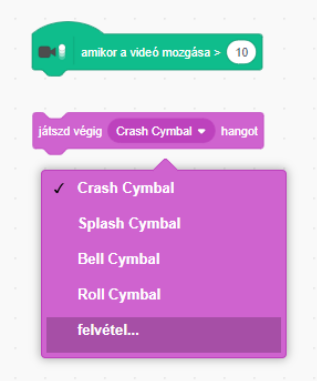 amikor a videó mozgása > 10
játszd végig Crash Cymbal hangot
✓ Crash Cymbal
Splash Cymbal
Bell Cymbal
Roll Cymbal
felvétel...